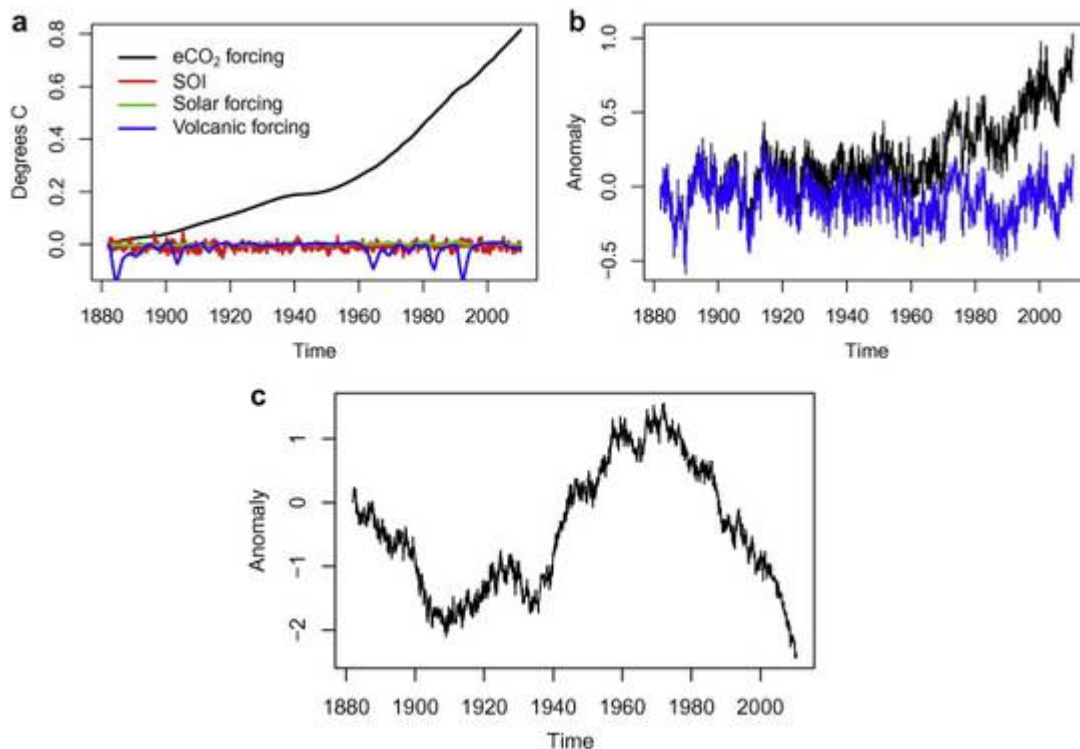 a
Degrees C
0.0 0.2 0.4 0.6 0.8
eCO₂ forcing
SOI
Solar forcing
Volcanic forcing
1880 1900 1920 1940 1960 1980 2000
Time
b
Anomaly
−0.5 0.0 0.5 1.0
1880 1900 1920 1940 1960 1980 2000
Time
c
Anomaly
−2 −1 0 1
1880 1900 1920 1940 1960 1980 2000
Time